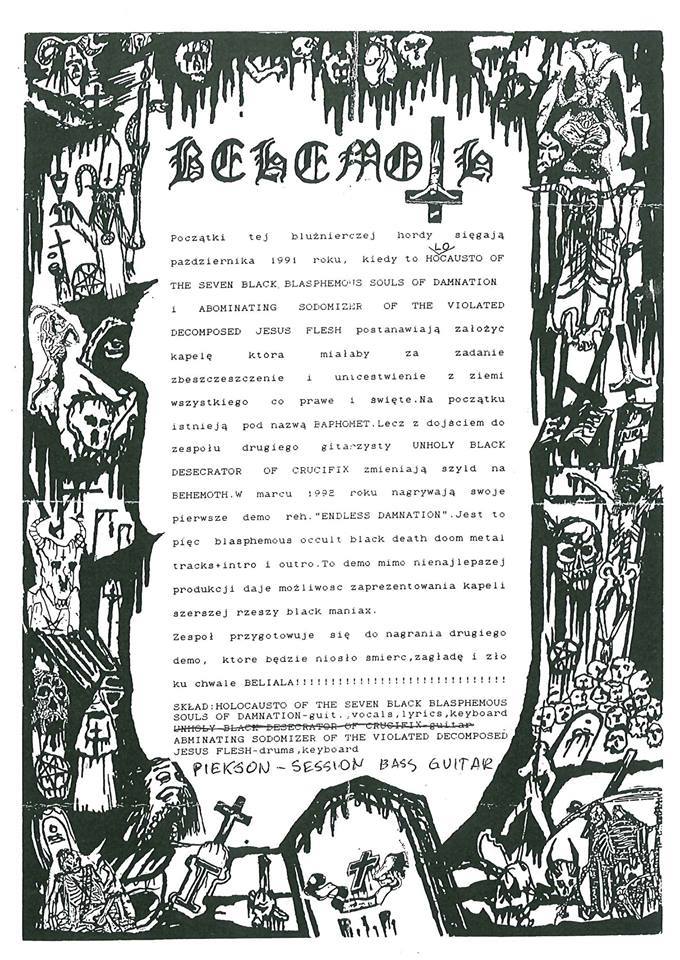 BEHEMOTH
Początki tej bluźnierczej hordy sięgają
październíka 1991 roku, kiedy to HOCAUSTO OF
LO
THE SEVEN BLACK BLASPHEMOUS SOULS OF DAMNATION
i ABOMINATING SODOMIZER OF THE VIOLATED
DECOMPOSED JESUS FLESH postanawiają założyc
kapelę ktora miałaby za zadanie
zbeszczeszczenie i unicestwienie z ziemi
wszystkiego co prawe i święte.Na początku
istnieją pod nazwą BAPHOMET.Lecz z dojściem do
zespołu drugiego gitarzysty UNHOLY BLACK
DESECRATOR OF CRUCIFIX zmieniają szyld na
BEHEMOTH.W marcu 1992 roku nagrywają swoje
pierwsze demo reh."ENDLESS DAMNATION".Jest to
pięc blasphemous occult black death doom metal
tracks+intro i outro.To demo mimo nienajlepszej
produkcji daje możliwosc zaprezentowania kapeli
szerszej rzeszy black maniax.
Zespoł przygotowuje się do nagrania drugiego
demo, ktore będzie niosło smierc,zagładę i zło
ku chwale BELIALA!!!!!!!!!!!!!!!!!!!!!!!!!!!!!!!
SKŁAD:HOLOCAUSTO OF THE SEVEN BLACK BLASPHEMOUS
SOULS OF DAMNATION-guit.,vocals,lyrics,keyboard
UNHOLY BLACK DESECRATOR OF CRUCIFIX-guitar
ABMINATING SODOMIZER OF THE VIOLATED DECOMPOSED
JESUS FLESH-drums,keyboard
PIEKSON - SESSION BASS GUITAR
INRI
R.I.P